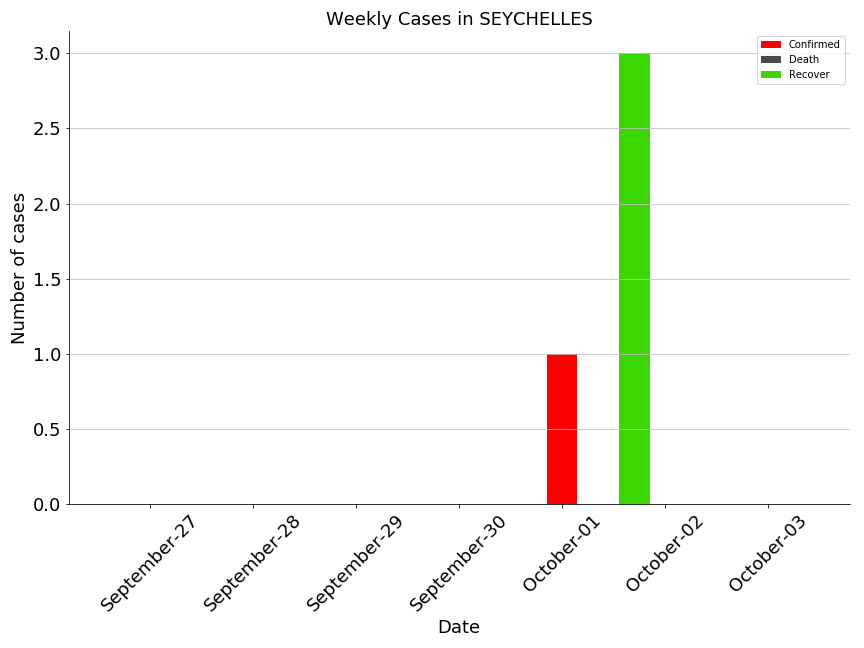 Weekly Cases in SEYCHELLES
Confirmed
Death
Recover
Number of cases
3.0
2.5
2.0
1.5
1.0
0.5
0.0
September-27
September-28
September-29
September-30
October-01
October-02
October-03
Date